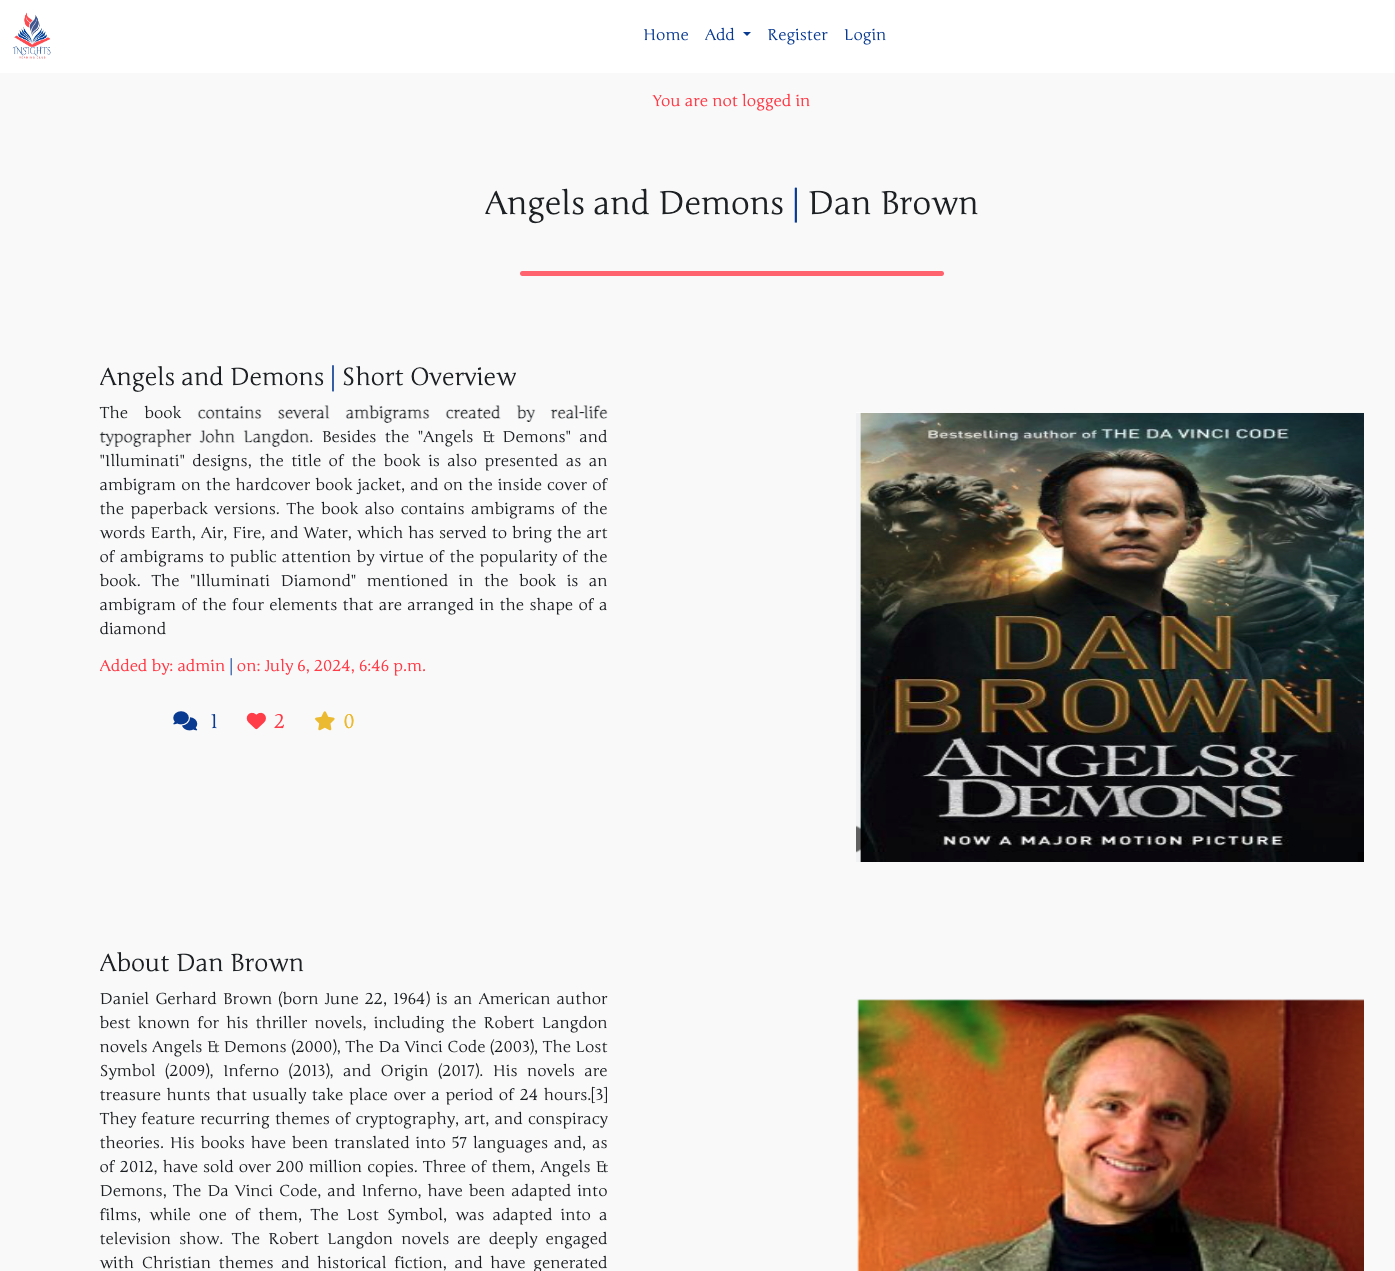 INSIGHTS
Home Add Register Login
You are not logged in
Angels and Demons | Dan Brown
Angels and Demons | Short Overview
The book contains several ambigrams created by real-life
typographer John Langdon. Besides the "Angels & Demons" and
"Illuminati" designs, the title of the book is also presented as an
ambigram on the hardcover book jacket, and on the inside cover of
the paperback versions. The book also contains ambigrams of the
words Earth, Air, Fire, and Water, which has served to bring the art
of ambigrams to public attention by virtue of the popularity of the
book. The "Illuminati Diamond" mentioned in the book is an
ambigram of the four elements that are arranged in the shape of a
diamond
Added by: admin | on: July 6, 2024, 6:46 p.m.
1 2 0
Bestselling author of THE DA VINCI CODE
DAN
BROWN
ANGELS &
DEMONS
NOW A MAJOR MOTION PICTURE
About Dan Brown
Daniel Gerhard Brown (born June 22, 1964) is an American author
best known for his thriller novels, including the Robert Langdon
novels Angels & Demons (2000), The Da Vinci Code (2003), The Lost
Symbol (2009), Inferno (2013), and Origin (2017). His novels are
treasure hunts that usually take place over a period of 24 hours.[3]
They feature recurring themes of cryptography, art, and conspiracy
theories. His books have been translated into 57 languages and, as
of 2012, have sold over 200 million copies. Three of them, Angels &
Demons, The Da Vinci Code, and Inferno, have been adapted into
films, while one of them, The Lost Symbol, was adapted into a
television show. The Robert Langdon novels are deeply engaged
with Christian themes and historical fiction, and have generated